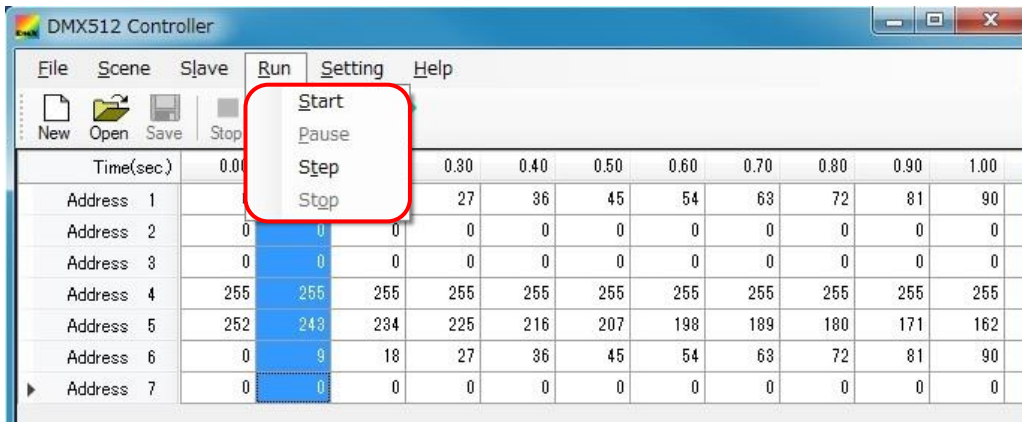 DMX512 Controller
File Scene Slave Run Setting Help
New Open Save Stop
Start
Pause
Step
Stop
Time(sec.) 0.30 0.40 0.50 0.60 0.70 0.80 0.90 1.00
Address 1 27 36 45 54 63 72 81 90
Address 2 0 0 0 0 0 0 0 0 0 0 0
Address 3 0 0 0 0 0 0 0 0 0 0 0
Address 4 255 255 255 255 255 255 255 255 255 255 255
Address 5 252 243 234 225 216 207 198 189 180 171 162
Address 6 0 9 18 27 36 45 54 63 72 81 90
Address 7 0 0 0 0 0 0 0 0 0 0 0